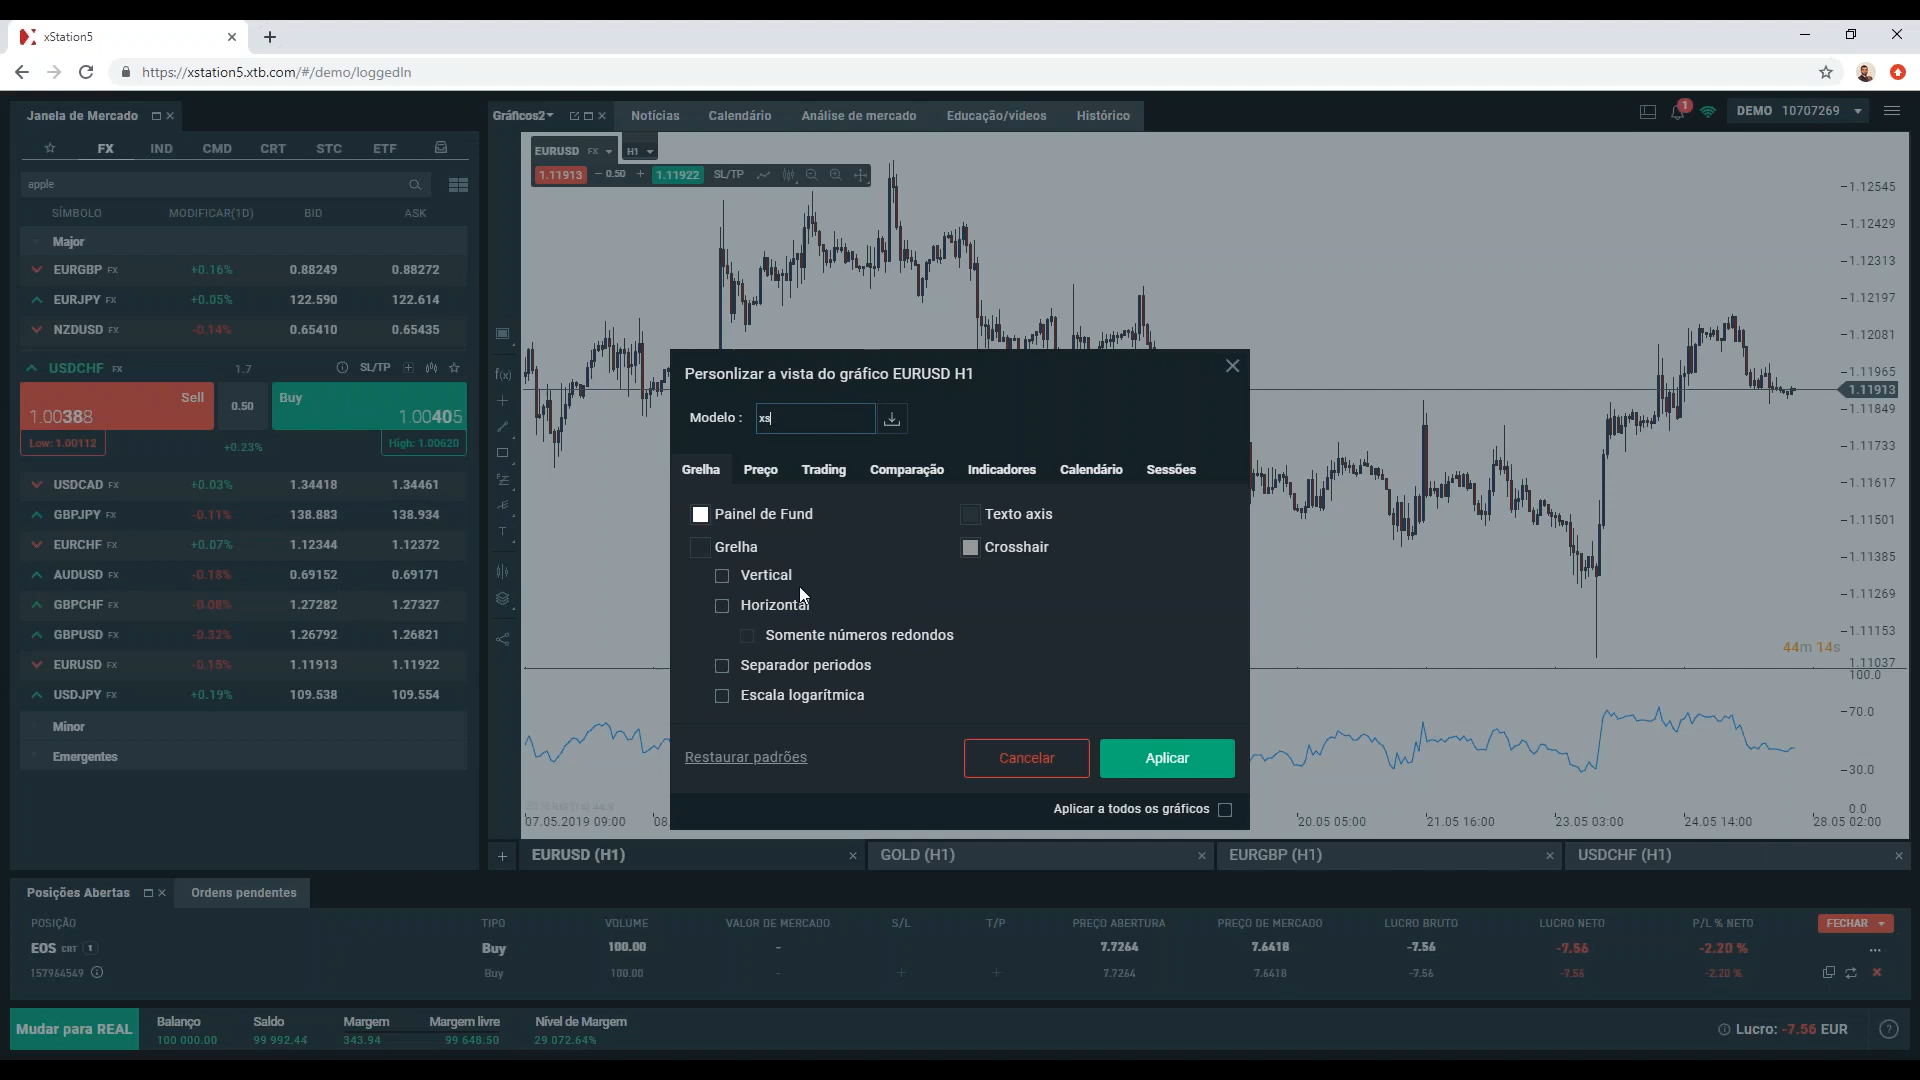 xStation5
https://xstation5.xtb.com/#/demo/loggedIn
Janela de Mercado
Gráficos2
Notícias
Calendário
Análise de mercado
Educação/videos
Histórico
1
DEMO 10707269
FX IND CMD CRT STC ETF
apple
SÍMBOLO MODIFICAR(1D) BID ASK
Major
EURGBP FX +0.16% 0.88249 0.88272
EURJPY FX +0.05% 122.590 122.614
NZDUSD FX -0.14% 0.65410 0.65435
USDCHF FX 1.7 SL/TP
Sell
1.00388
0.50
Buy
1.00405
Low: 1.00112
+0.23%
High: 1.00620
USDCAD FX +0.03% 1.34418 1.34461
GBPJPY FX -0.11% 138.883 138.934
EURCHF FX +0.07% 1.12344 1.12372
AUDUSD FX -0.18% 0.69152 0.69171
GBPCHF FX -0.08% 1.27282 1.27327
GBPUSD FX -0.32% 1.26792 1.26821
EURUSD FX -0.15% 1.11913 1.11922
USDJPY FX +0.19% 109.538 109.554
Minor
Emergentes
EURUSD FX H1
1.11913 – 0.50 + 1.11922 SL/TP
f(x)
T
1.12545
1.12429
1.12313
1.12197
1.12081
1.11965
1.11913
1.11849
1.11733
1.11617
1.11501
1.11385
1.11269
1.11153
44m 14s
1.11037
100.0
70.0
30.0
0.0
07.05.2019 09:00
08.
20.05 05:00
21.05 16:00
23.05 03:00
24.05 14:00
28.05 02:00
Personlizar a vista do gráfico EURUSD H1
Modelo :
xs
Grelha Preço Trading Comparação Indicadores Calendário Sessões
Painel de Fund
Texto axis
Grelha
Crosshair
Vertical
Horizontal
Somente números redondos
Separador periodos
Escala logarítmica
Restaurar padrões
Cancelar
Aplicar
Aplicar a todos os gráficos
EURUSD (H1)
GOLD (H1)
EURGBP (H1)
USDCHF (H1)
Posições Abertas
Ordens pendentes
POSIÇÃO TIPO VOLUME VALOR DE MERCADO S/L T/P PREÇO ABERTURA PREÇO DE MERCADO LUCRO BRUTO LUCRO NETO P/L % NETO FECHAR
EOS CRT 1 Buy 100.00 – 7.7264 7.6418 -7.56 -7.56 -2.20 % ...
157964549 Buy 100.00 – + + 7.7264 7.6418 -7.56 -7.56 -2.20 %
Mudar para REAL
Balanço
100 000.00
Saldo
99 992.44
Margem
343.94
Margem livre
99 648.50
Nível de Margem
29 072.64%
Lucro: -7.56 EUR